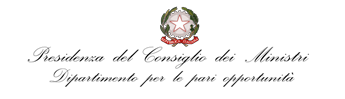 Presidenza del Consiglio dei Ministri
Dipartimento per le pari opportunità